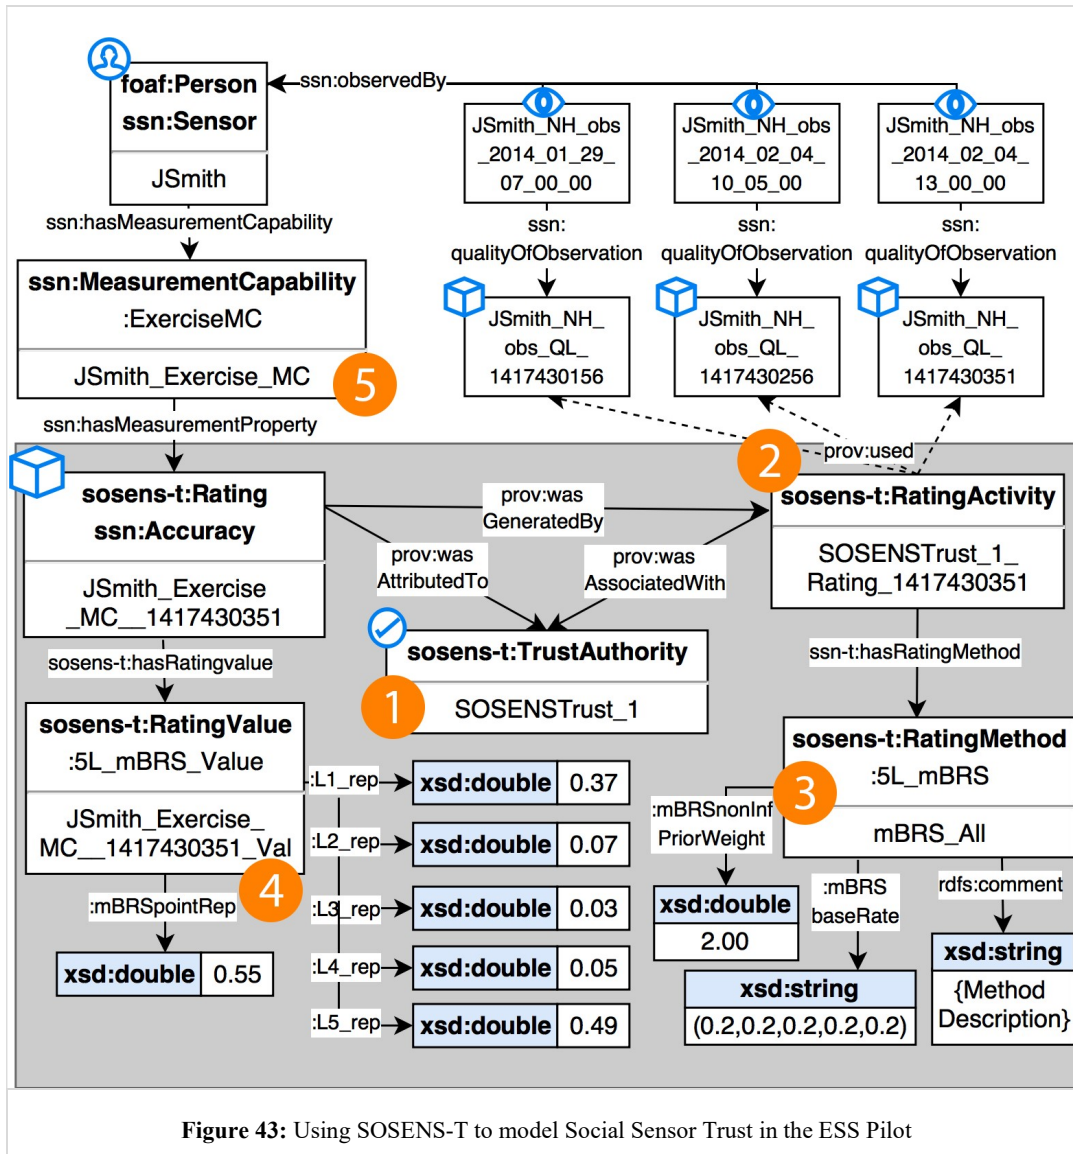 foaf:Person
ssn:Sensor
JSmith
ssn:observedBy
JSmith_NH_obs
_2014_01_29_
07_00_00
JSmith_NH_obs
_2014_02_04_
10_05_00
JSmith_NH_obs
_2014_02_04_
13_00_00
ssn:hasMeasurementCapability
ssn:
qualityOfObservation
ssn:
qualityOfObservation
ssn:
qualityOfObservation
ssn:MeasurementCapability
:ExerciseMC
JSmith_Exercise_MC
5
JSmith_NH_
obs_QL_
1417430156
JSmith_NH_
obs_QL_
1417430256
JSmith_NH_
obs_QL_
1417430351
ssn:hasMeasurementProperty
prov:used
2
sosens-t:Rating
ssn:Accuracy
JSmith_Exercise
_MC__1417430351
prov:was
GeneratedBy
sosens-t:RatingActivity
SOSENSTrust_1_
Rating_1417430351
prov:was
AttributedTo
prov:was
AssociatedWith
sosens-t:TrustAuthority
SOSENSTrust_1
1
sosens-t:hasRatingvalue
ssn-t:hasRatingMethod
sosens-t:RatingValue
:5L_mBRS_Value
JSmith_Exercise_
MC__1417430351_Val
4
sosens-t:RatingMethod
:5L_mBRS
mBRS_All
3
:L1_rep
xsd:double 0.37
:L2_rep
xsd:double 0.07
:L3_rep
xsd:double 0.03
:L4_rep
xsd:double 0.05
:L5_rep
xsd:double 0.49
:mBRSpointRep
xsd:double 0.55
:mBRSnonInf
PriorWeight
xsd:double
2.00
:mBRS
baseRate
xsd:string
(0.2,0.2,0.2,0.2,0.2)
rdfs:comment
xsd:string
{Method
Description}
Figure 43: Using SOSENS-T to model Social Sensor Trust in the ESS Pilot